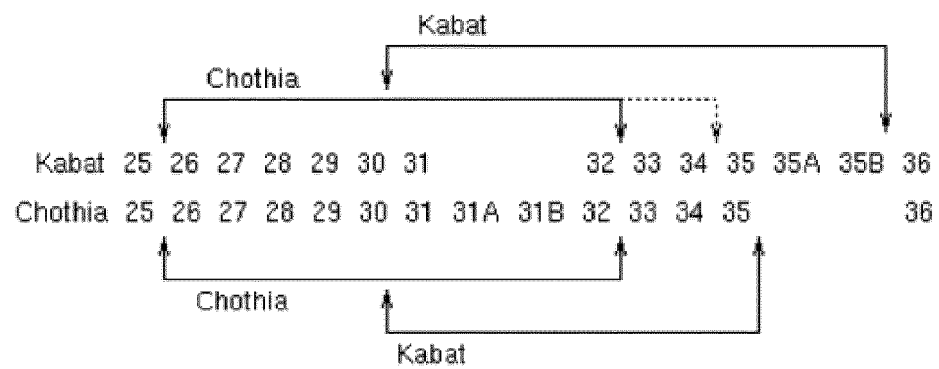 Kabat
Chothia
Kabat 25 26 27 28 29 30 31 32 33 34 35 35A 35B 36
Chothia 25 26 27 28 29 30 31 31A 31B 32 33 34 35 36
Chothia
Kabat